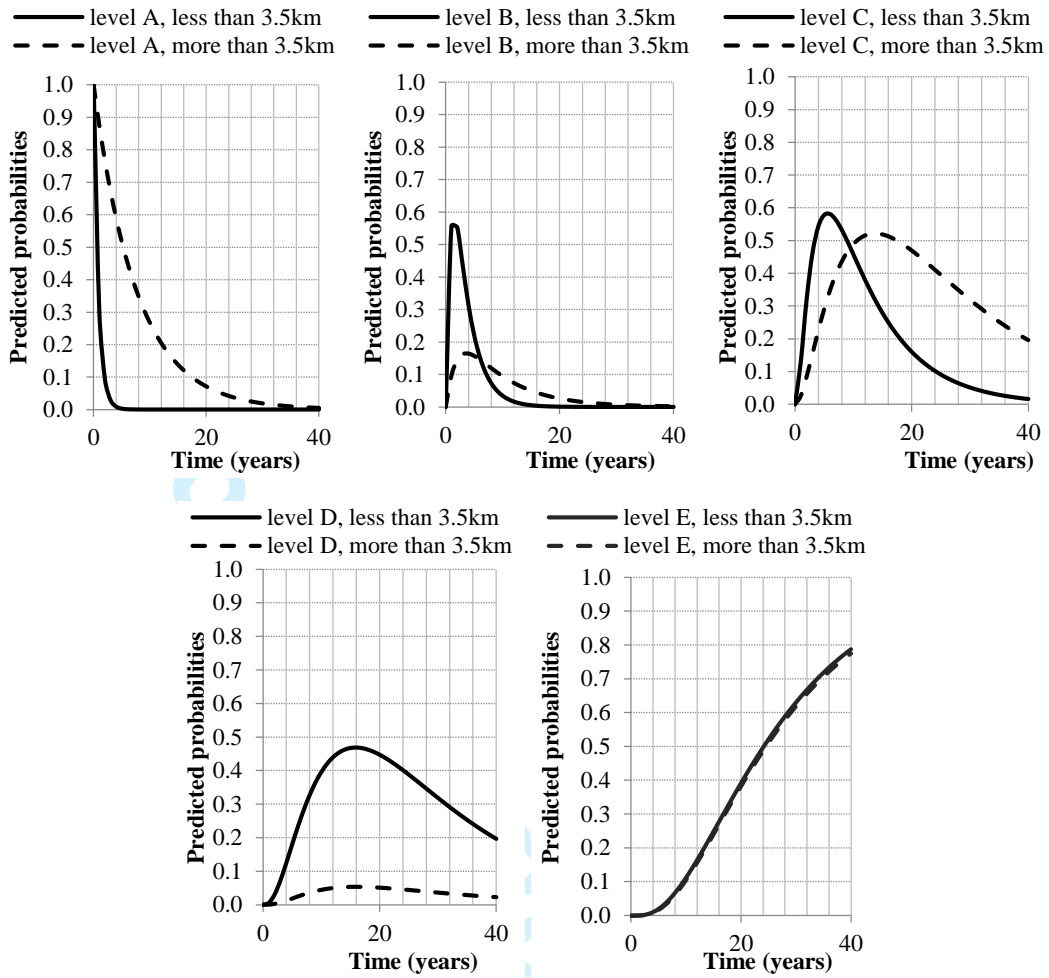 level A, less than 3.5km
level A, more than 3.5km
Predicted probabilities
1.0
0.9
0.8
0.7
0.6
0.5
0.4
0.3
0.2
0.1
0.0
0 20 40
Time (years)
level B, less than 3.5km
level B, more than 3.5km
Predicted probabilities
1.0
0.9
0.8
0.7
0.6
0.5
0.4
0.3
0.2
0.1
0.0
0 20 40
Time (years)
level C, less than 3.5km
level C, more than 3.5km
Predicted probabilities
1.0
0.9
0.8
0.7
0.6
0.5
0.4
0.3
0.2
0.1
0.0
0 20 40
Time (years)
level D, less than 3.5km
level D, more than 3.5km
Predicted probabilities
1.0
0.9
0.8
0.7
0.6
0.5
0.4
0.3
0.2
0.1
0.0
0 20 40
Time (years)
level E, less than 3.5km
level E, more than 3.5km
Predicted probabilities
1.0
0.9
0.8
0.7
0.6
0.5
0.4
0.3
0.2
0.1
0.0
0 20 40
Time (years)